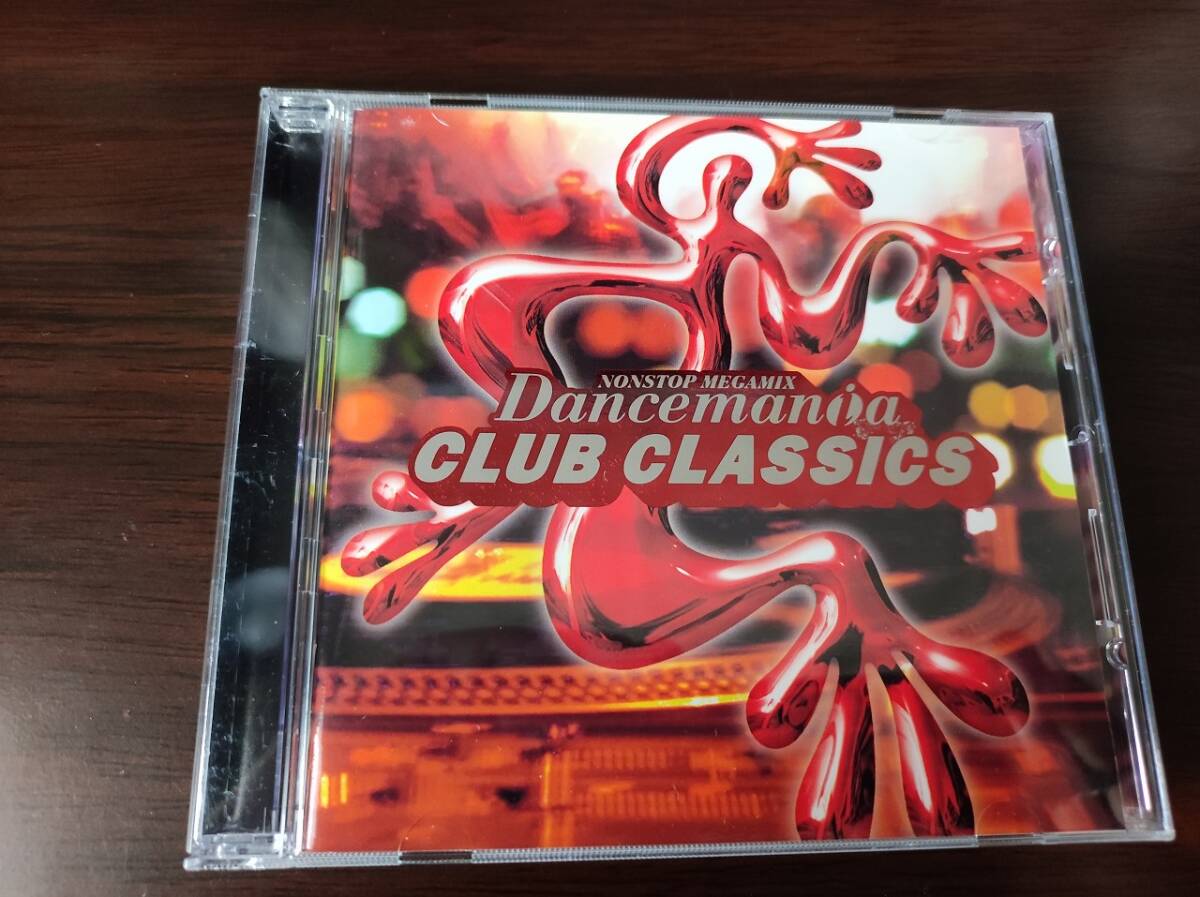 NONSTOP MEGAMIX
Dancemania
CLUB CLASSICS